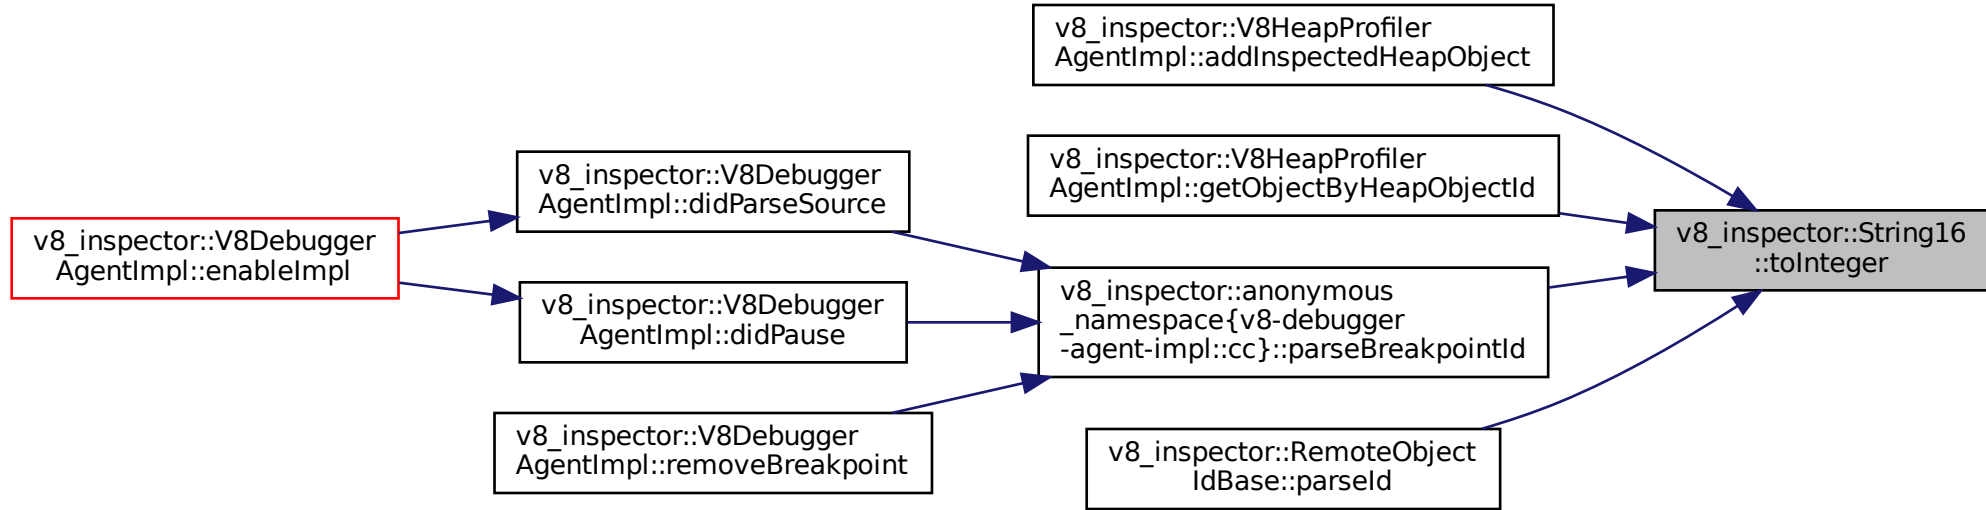 v8_inspector::V8HeapProfiler
AgentImpl::addInspectedHeapObject
v8_inspector::V8HeapProfiler
AgentImpl::getObjectByHeapObjectId
v8_inspector::V8Debugger
AgentImpl::didParseSource
v8_inspector::String16
::toInteger
v8_inspector::V8Debugger
AgentImpl::enableImpl
v8_inspector::anonymous
_namespace{v8-debugger
-agent-impl::cc}::parseBreakpointId
v8_inspector::V8Debugger
AgentImpl::didPause
v8_inspector::V8Debugger
AgentImpl::removeBreakpoint
v8_inspector::RemoteObject
IdBase::parseId